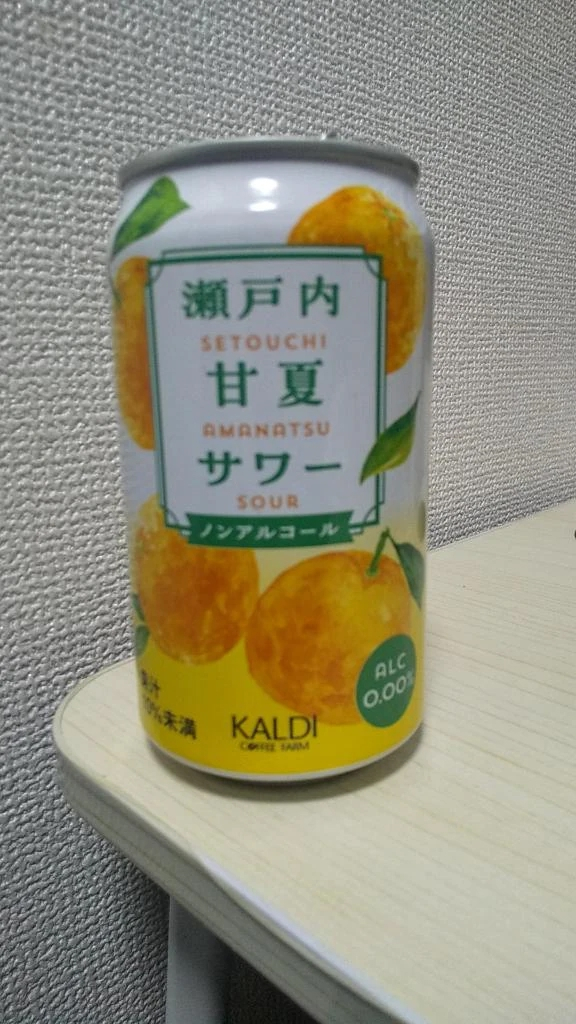 瀬戸内
SETOUCHI
甘夏
AMANATSU
サワー
SOUR
ノンアルコール
ALC
0.00%
果汁
10%未満
KALDI
COFFEE FARM